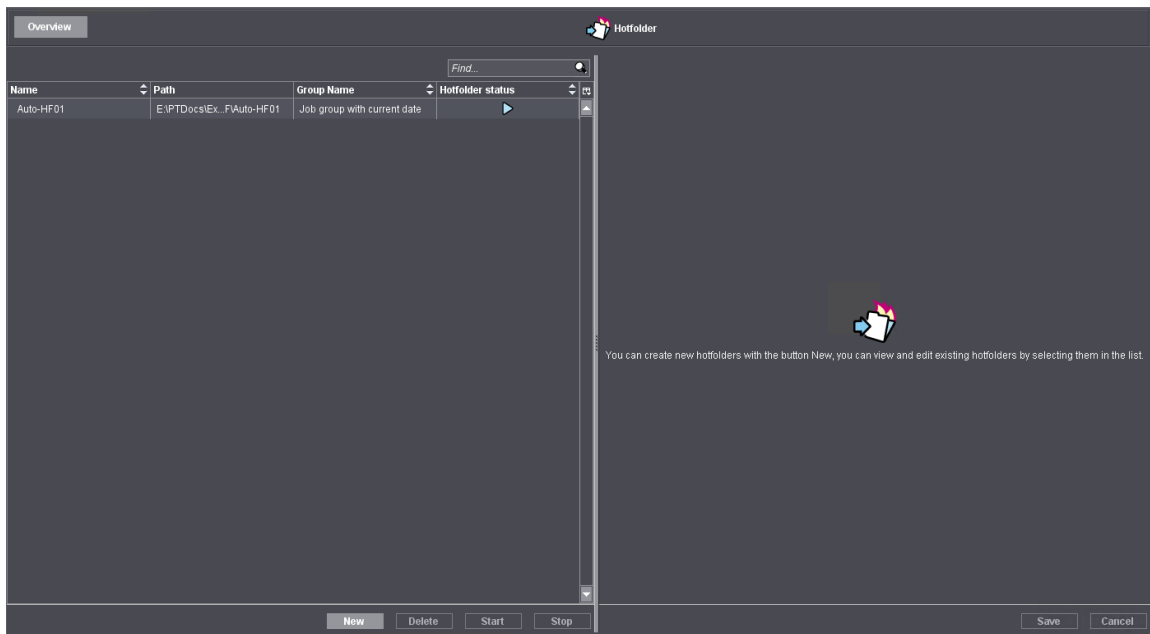 Overview
Hotfolder
Find...
Name Path Group Name Hotfolder status
Auto-HF01 E:\PTDocs\Ex...F\Auto-HF01 Job group with current date
You can create new hotfolders with the button New, you can view and edit existing hotfolders by selecting them in the list.
New Delete Start Stop
Save Cancel